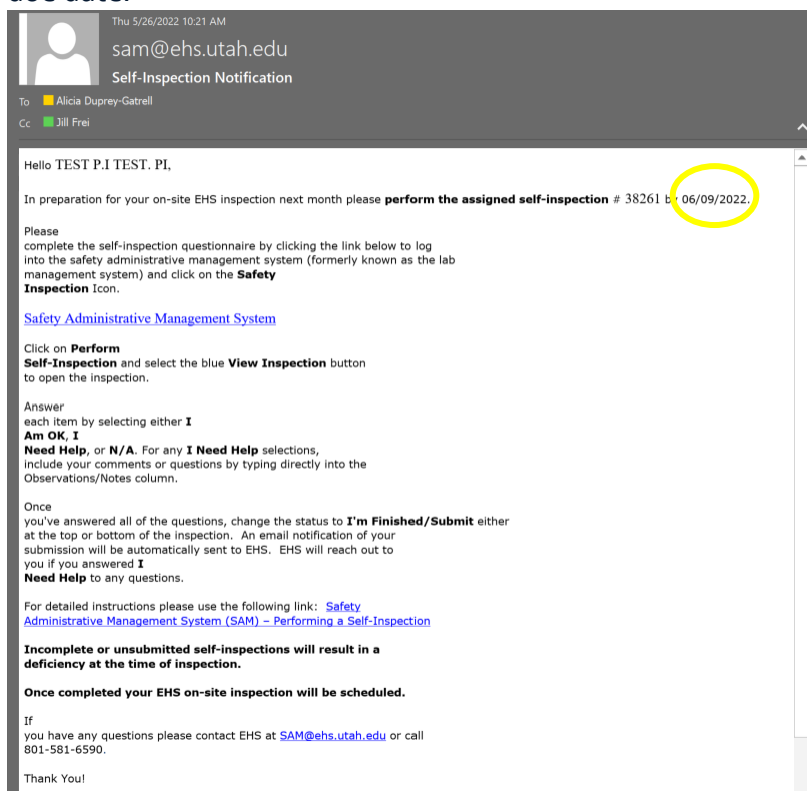 due date.
Thu 5/26/2022 10:21 AM
sam@ehs.utah.edu
Self-Inspection Notification
To Alicia Duprey-Gatrell
Cc Jill Frei
Hello TEST P.I TEST. PI,
In preparation for your on-site EHS inspection next month please perform the assigned self-inspection # 38261 by 06/09/2022.
Please
complete the self-inspection questionnaire by clicking the link below to log
into the safety administrative management system (formerly known as the lab
management system) and click on the Safety
Inspection Icon.
Safety Administrative Management System
Click on Perform
Self-Inspection and select the blue View Inspection button
to open the inspection.
Answer
each item by selecting either I
Am OK, I
Need Help, or N/A. For any I Need Help selections,
include your comments or questions by typing directly into the
Observations/Notes column.
Once
you've answered all of the questions, change the status to I'm Finished/Submit either
at the top or bottom of the inspection. An email notification of your
submission will be automatically sent to EHS. EHS will reach out to
you if you answered I
Need Help to any questions.
For detailed instructions please use the following link: Safety
Administrative Management System (SAM) – Performing a Self-Inspection
Incomplete or unsubmitted self-inspections will result in a
deficiency at the time of inspection.
Once completed your EHS on-site inspection will be scheduled.
If
you have any questions please contact EHS at SAM@ehs.utah.edu or call
801-581-6590.
Thank You!